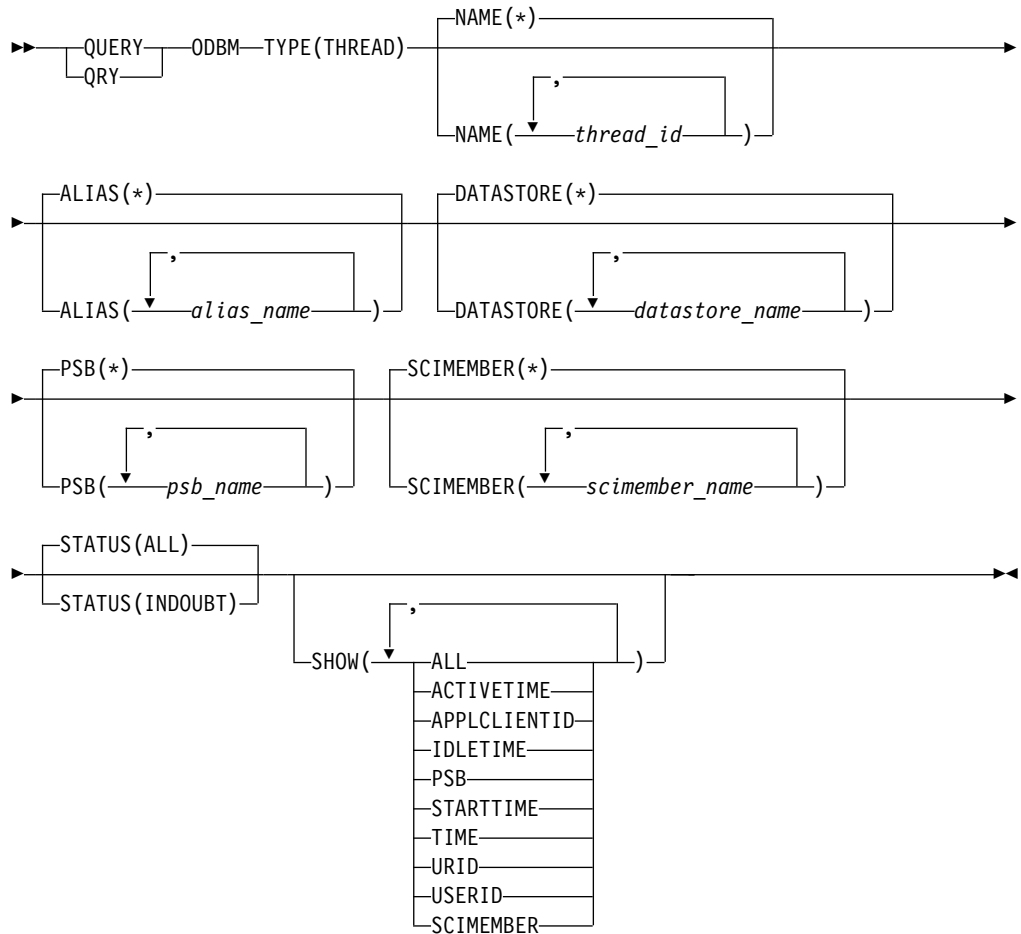 NAME(*)
QUERY ODBM TYPE(THREAD)
QRY ,
NAME( thread_id )
ALIAS(*) DATASTORE(*)
, ,
ALIAS( alias_name ) DATASTORE( datastore_name )
PSB(*) SCIMEMBER(*)
, ,
PSB( psb_name ) SCIMEMBER( scimember_name )
STATUS(ALL)
STATUS(INDOUBT) ,
SHOW( ALL )
ACTIVETIME
APPLCLIENTID
IDLETIME
PSB
STARTTIME
TIME
URID
USERID
SCIMEMBER